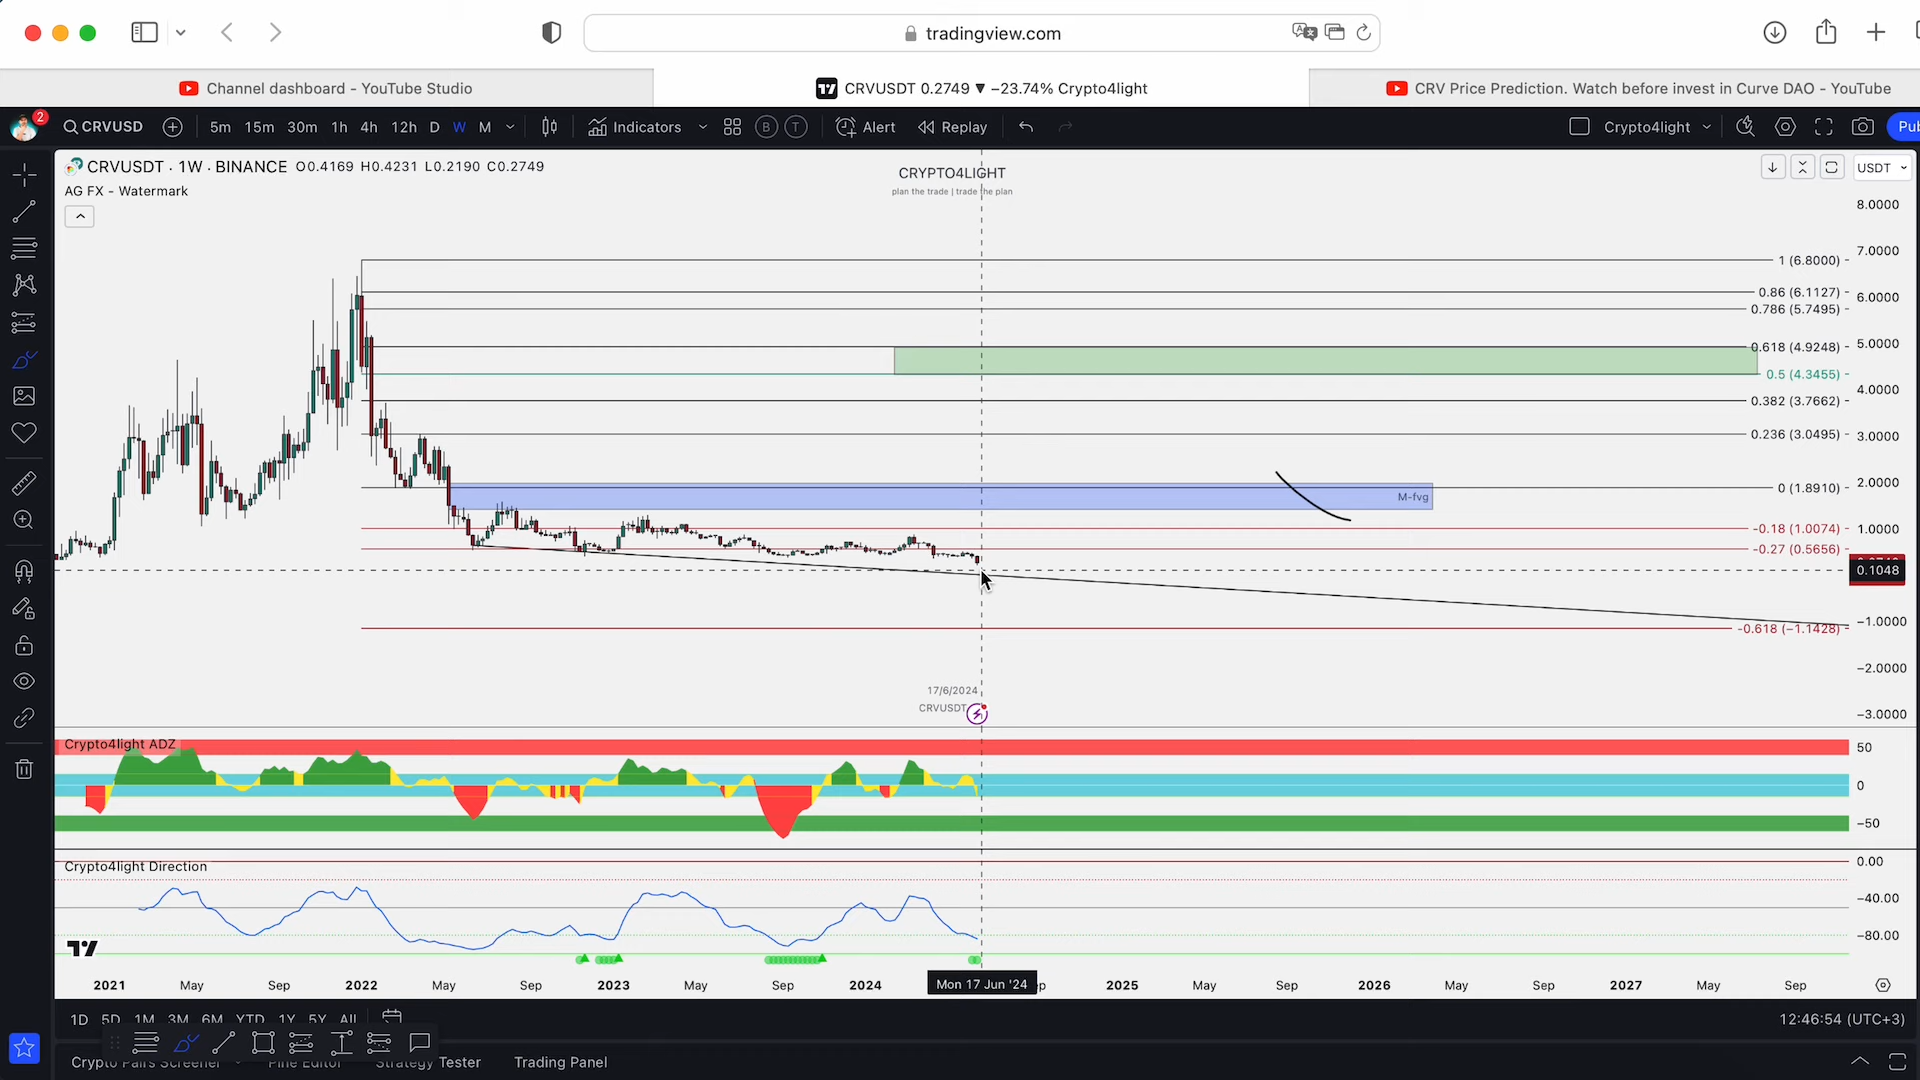 tradingview.com
Channel dashboard - YouTube Studio
CRVUSDT 0.2749 ▼ −23.74% Crypto4light
CRV Price Prediction. Watch before invest in Curve DAO - YouTube
2
CRVUSD
5m 15m 30m 1h 4h 12h D W M
Indicators
B T
Alert
Replay
Crypto4light
Pub
CRVUSDT · 1W · BINANCE O0.4169 H0.4231 L0.2190 C0.2749
AG FX - Watermark
CRYPTO4LIGHT
plan the trade | trade the plan
USDT
8.0000
7.0000
1 (6.8000)
0.86 (6.1127)
6.0000
0.786 (5.7495)
5.0000
0.618 (4.9248)
0.5 (4.3455)
4.0000
0.382 (3.7662)
0.236 (3.0495)
3.0000
2.0000
0 (1.8910)
M-fvg
−0.18 (1.0074)
1.0000
−0.27 (0.5656)
0.1048
−1.0000
−0.618 (−1.1428)
−2.0000
−3.0000
17/6/2024
CRVUSDT
Crypto4light ADZ
50
0
−50
Crypto4light Direction
0.00
−40.00
−80.00
2021 May Sep 2022 May Sep 2023 May Sep 2024 Mon 17 Jun '24 2025 May Sep 2026 May Sep 2027 May Sep
1D 5D 1M 3M 6M YTD 1Y 5Y All
12:46:54 (UTC+3)
Crypto Pairs Screener Pine Editor Strategy Tester Trading Panel